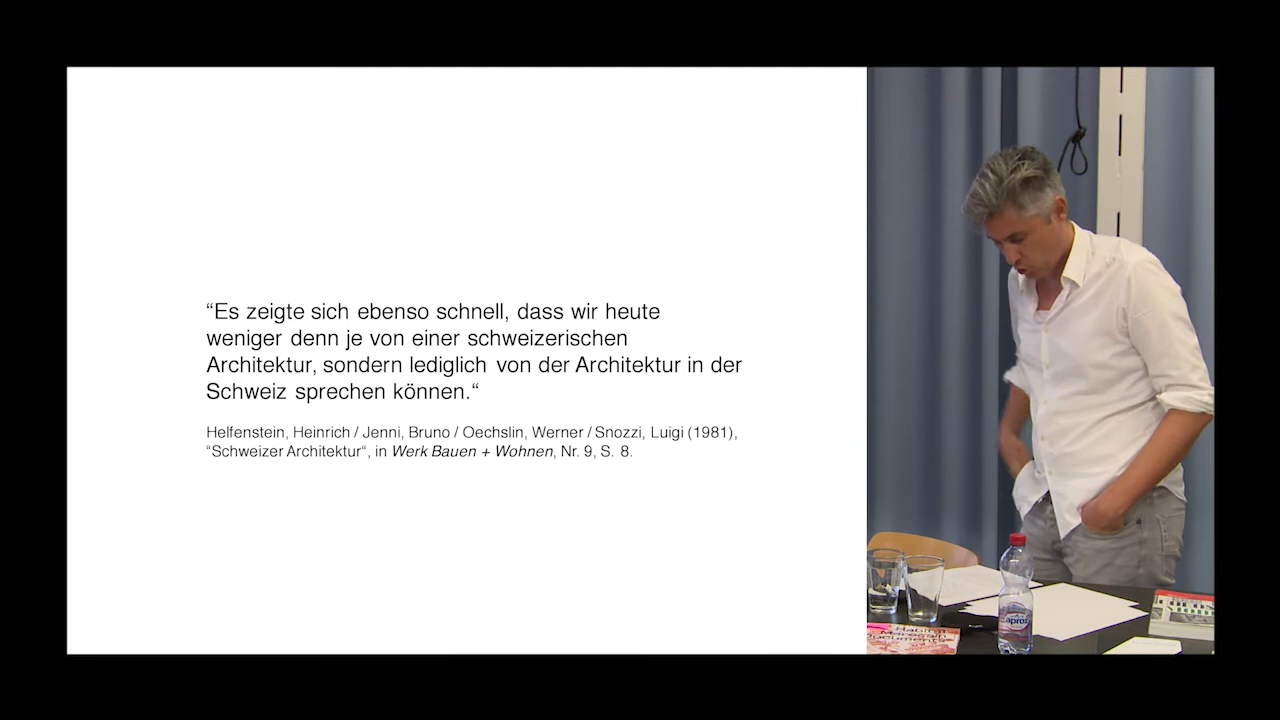 “Es zeigte sich ebenso schnell, dass wir heute
weniger denn je von einer schweizerischen
Architektur, sondern lediglich von der Architektur in der
Schweiz sprechen können.“
Helfenstein, Heinrich / Jenni, Bruno / Oechslin, Werner / Snozzi, Luigi (1981),
“Schweizer Architektur“, in Werk Bauen + Wohnen, Nr. 9, S. 8.
aproz